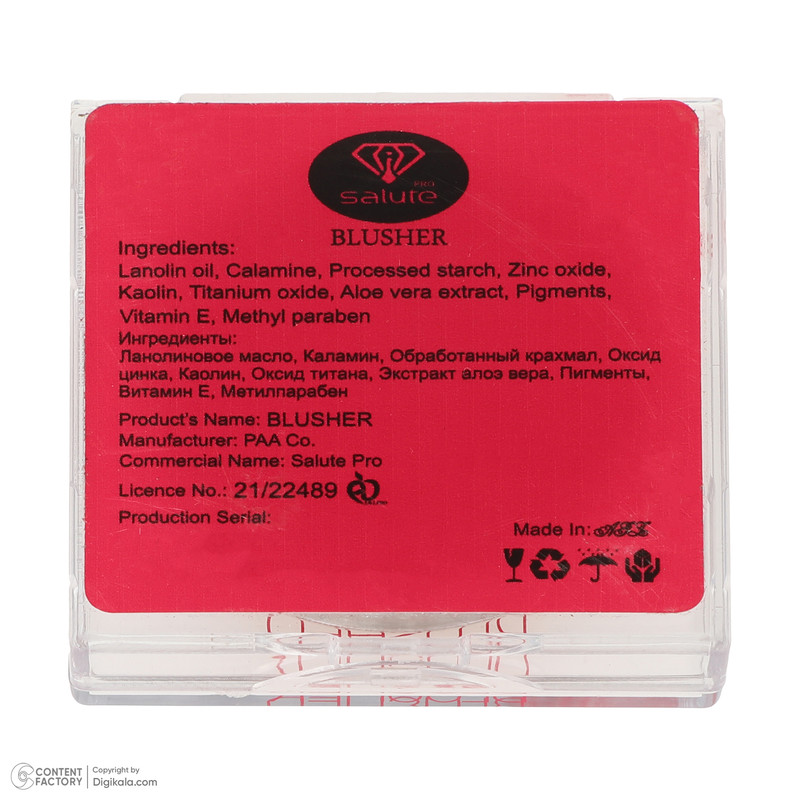 PRO
salute
BLUSHER
Ingredients:
Lanolin oil, Calamine, Processed starch, Zinc oxide,
Kaolin, Titanium oxide, Aloe vera extract, Pigments,
Vitamin E, Methyl paraben
Ингредиенты:
Ланолиновое масло, Каламин, Обработанный крахмал, Оксид
цинка, Каолин, Оксид титана, Экстракт алоэ вера, Пигменты,
Витамин Е, Метилпарабен
Product's Name: BLUSHER
Manufacturer: PAA Co.
Commercial Name: Salute Pro
Licence No.: 21/22489
Production Serial:
Made In:
CONTENT FACTORY
Copyright by
Digikala.com